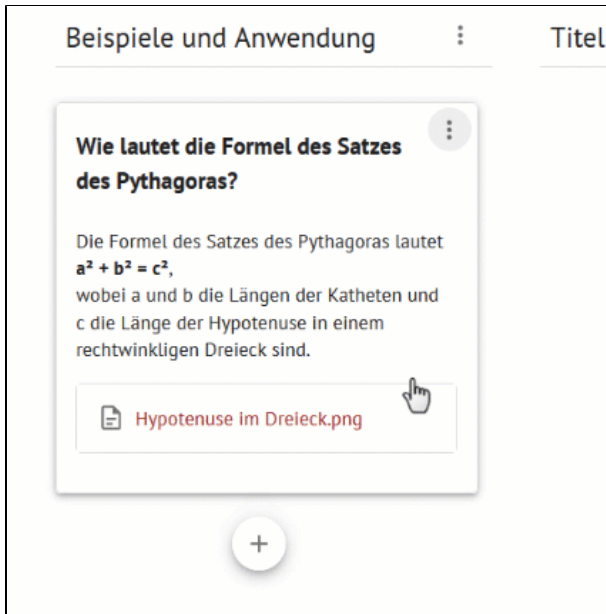 Beispiele und Anwendung
Titel
Wie lautet die Formel des Satzes
des Pythagoras?
Die Formel des Satzes des Pythagoras lautet
a² + b² = c²,
wobei a und b die Längen der Katheten und
c die Länge der Hypotenuse in einem
rechtwinkligen Dreieck sind.
Hypotenuse im Dreieck.png
+